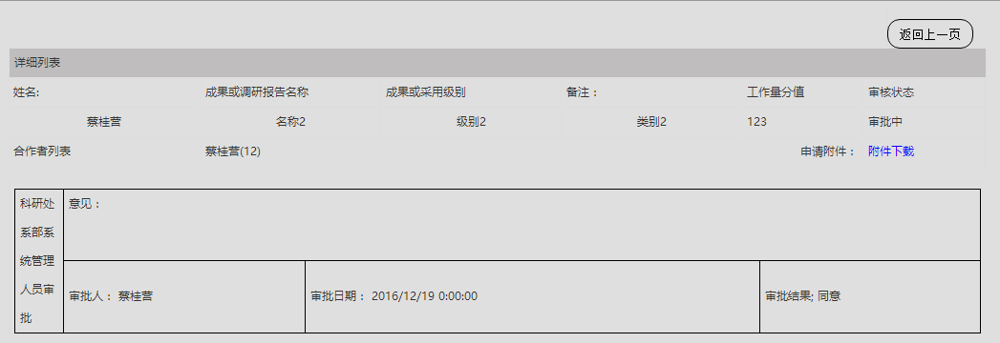 返回上一页
详细列表
姓名: 成果或调研报告名称 成果或采用级别 备注： 工作量分值 审核状态
蔡桂营 名称2 级别2 类别2 123 审批中
合作者列表 蔡桂营(12) 申请附件： 附件下载
科研处
系部系
统管理
人员审
批
意见：
审批人： 蔡桂营 审批日期： 2016/12/19 0:00:00 审批结果; 同意